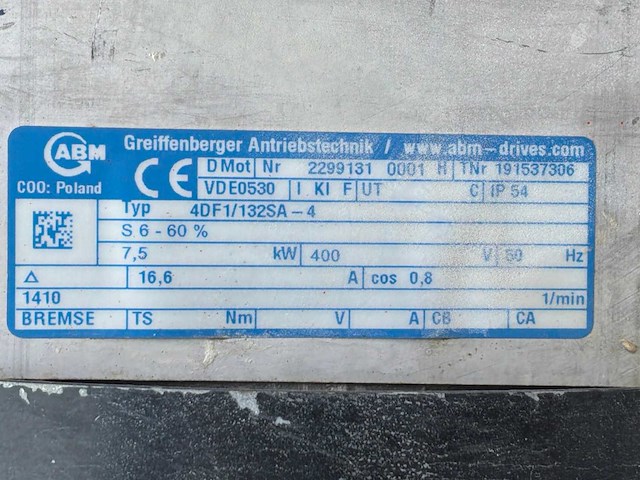 ABM
Greiffenberger Antriebstechnik / www.abm-drives.com
CE
D Mot Nr 2299131 0001 H TNr 191537306
COO: Poland
VDE0530 I Kl F UT C IP 54
Typ 4DF1/132SA-4
S 6 - 60 %
7,5 kW 400 V 50 Hz
△ 16,6 A cos 0,8
1410 1/min
BREMSE TS Nm V A CB CA